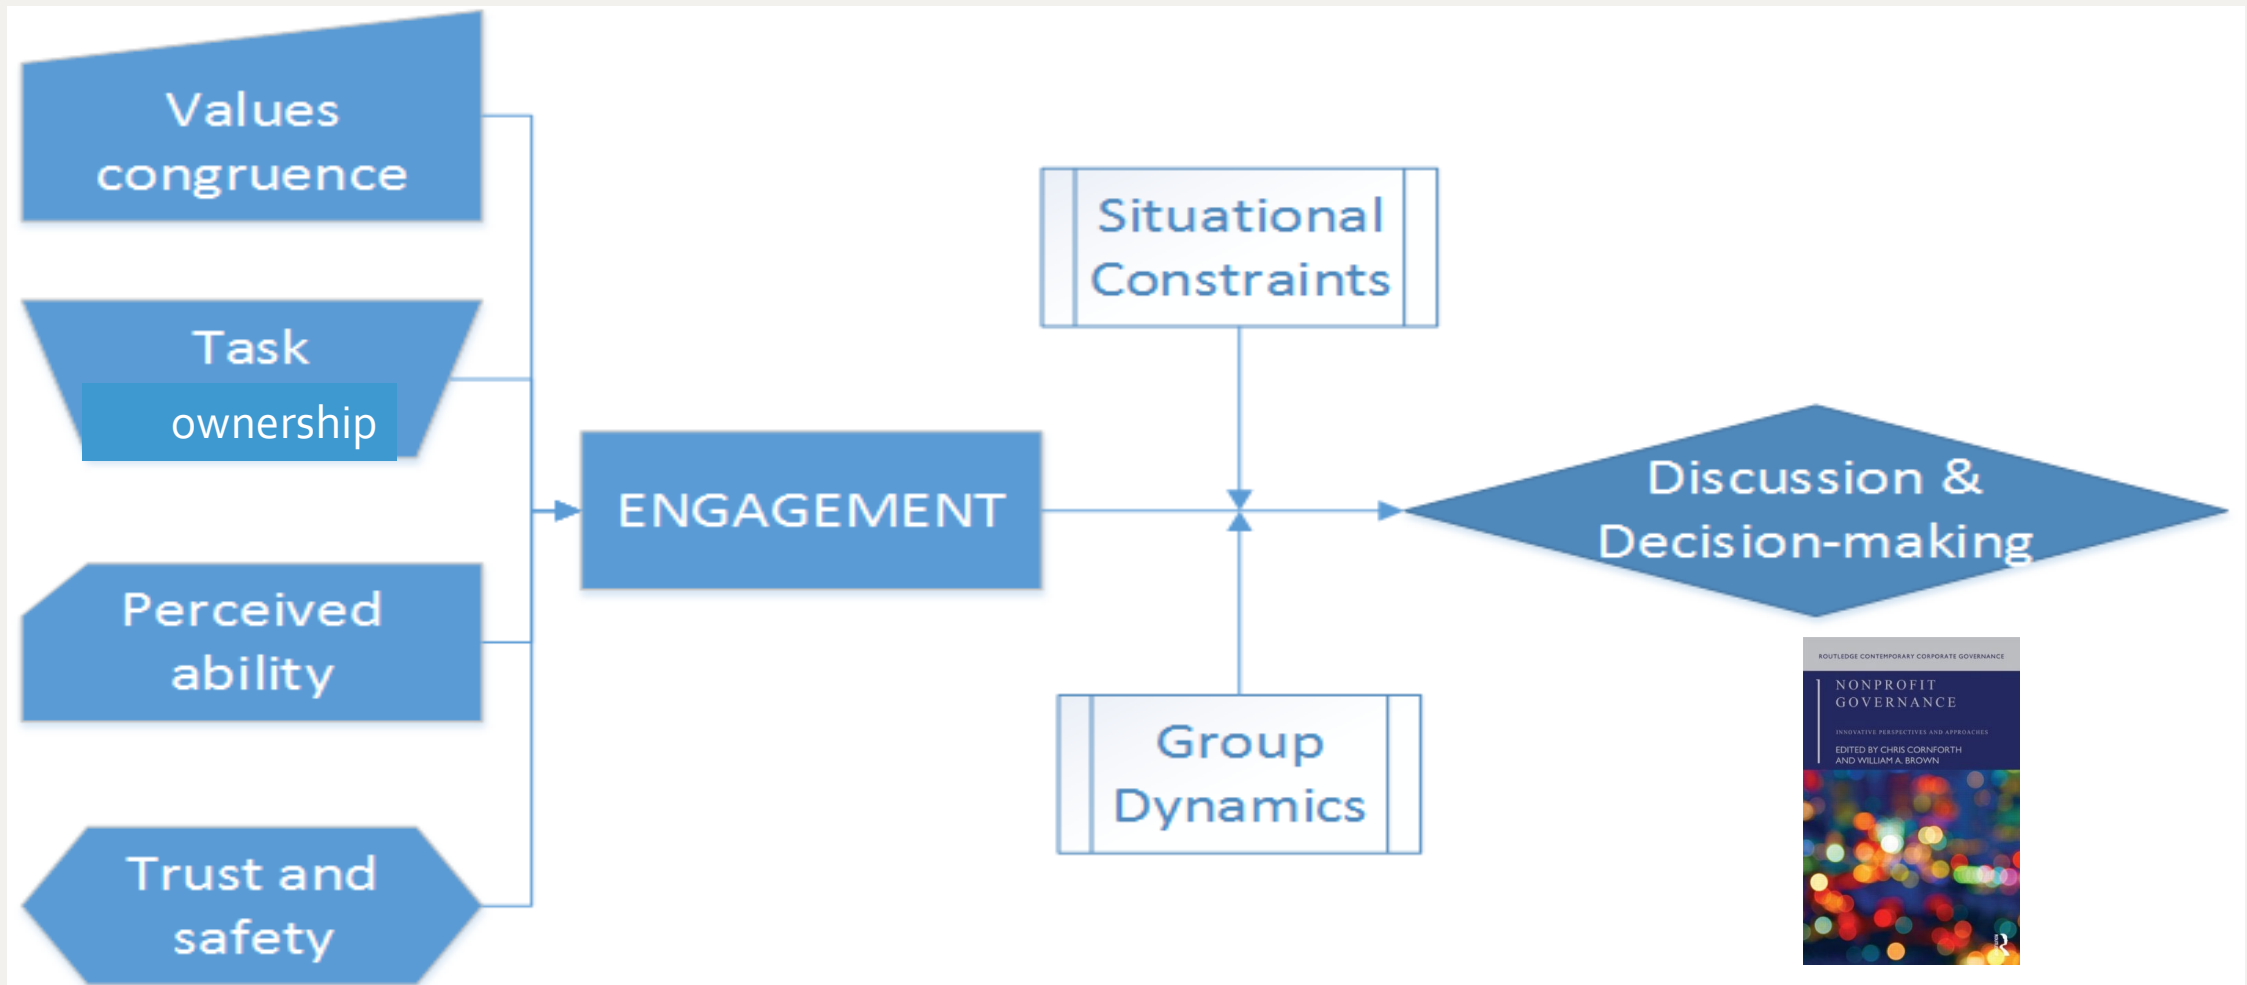 Values
congruence
Task
ownership
Perceived
ability
Trust and
safety
ENGAGEMENT
Situational
Constraints
Group
Dynamics
Discussion &
Decision-making
ROUTLEDGE CONTEMPORARY CORPORATE GOVERNANCE
NONPROFIT
GOVERNANCE
INNOVATIVE PERSPECTIVES AND APPROACHES
EDITED BY CHRIS CORNFORTH
AND WILLIAM A. BROWN